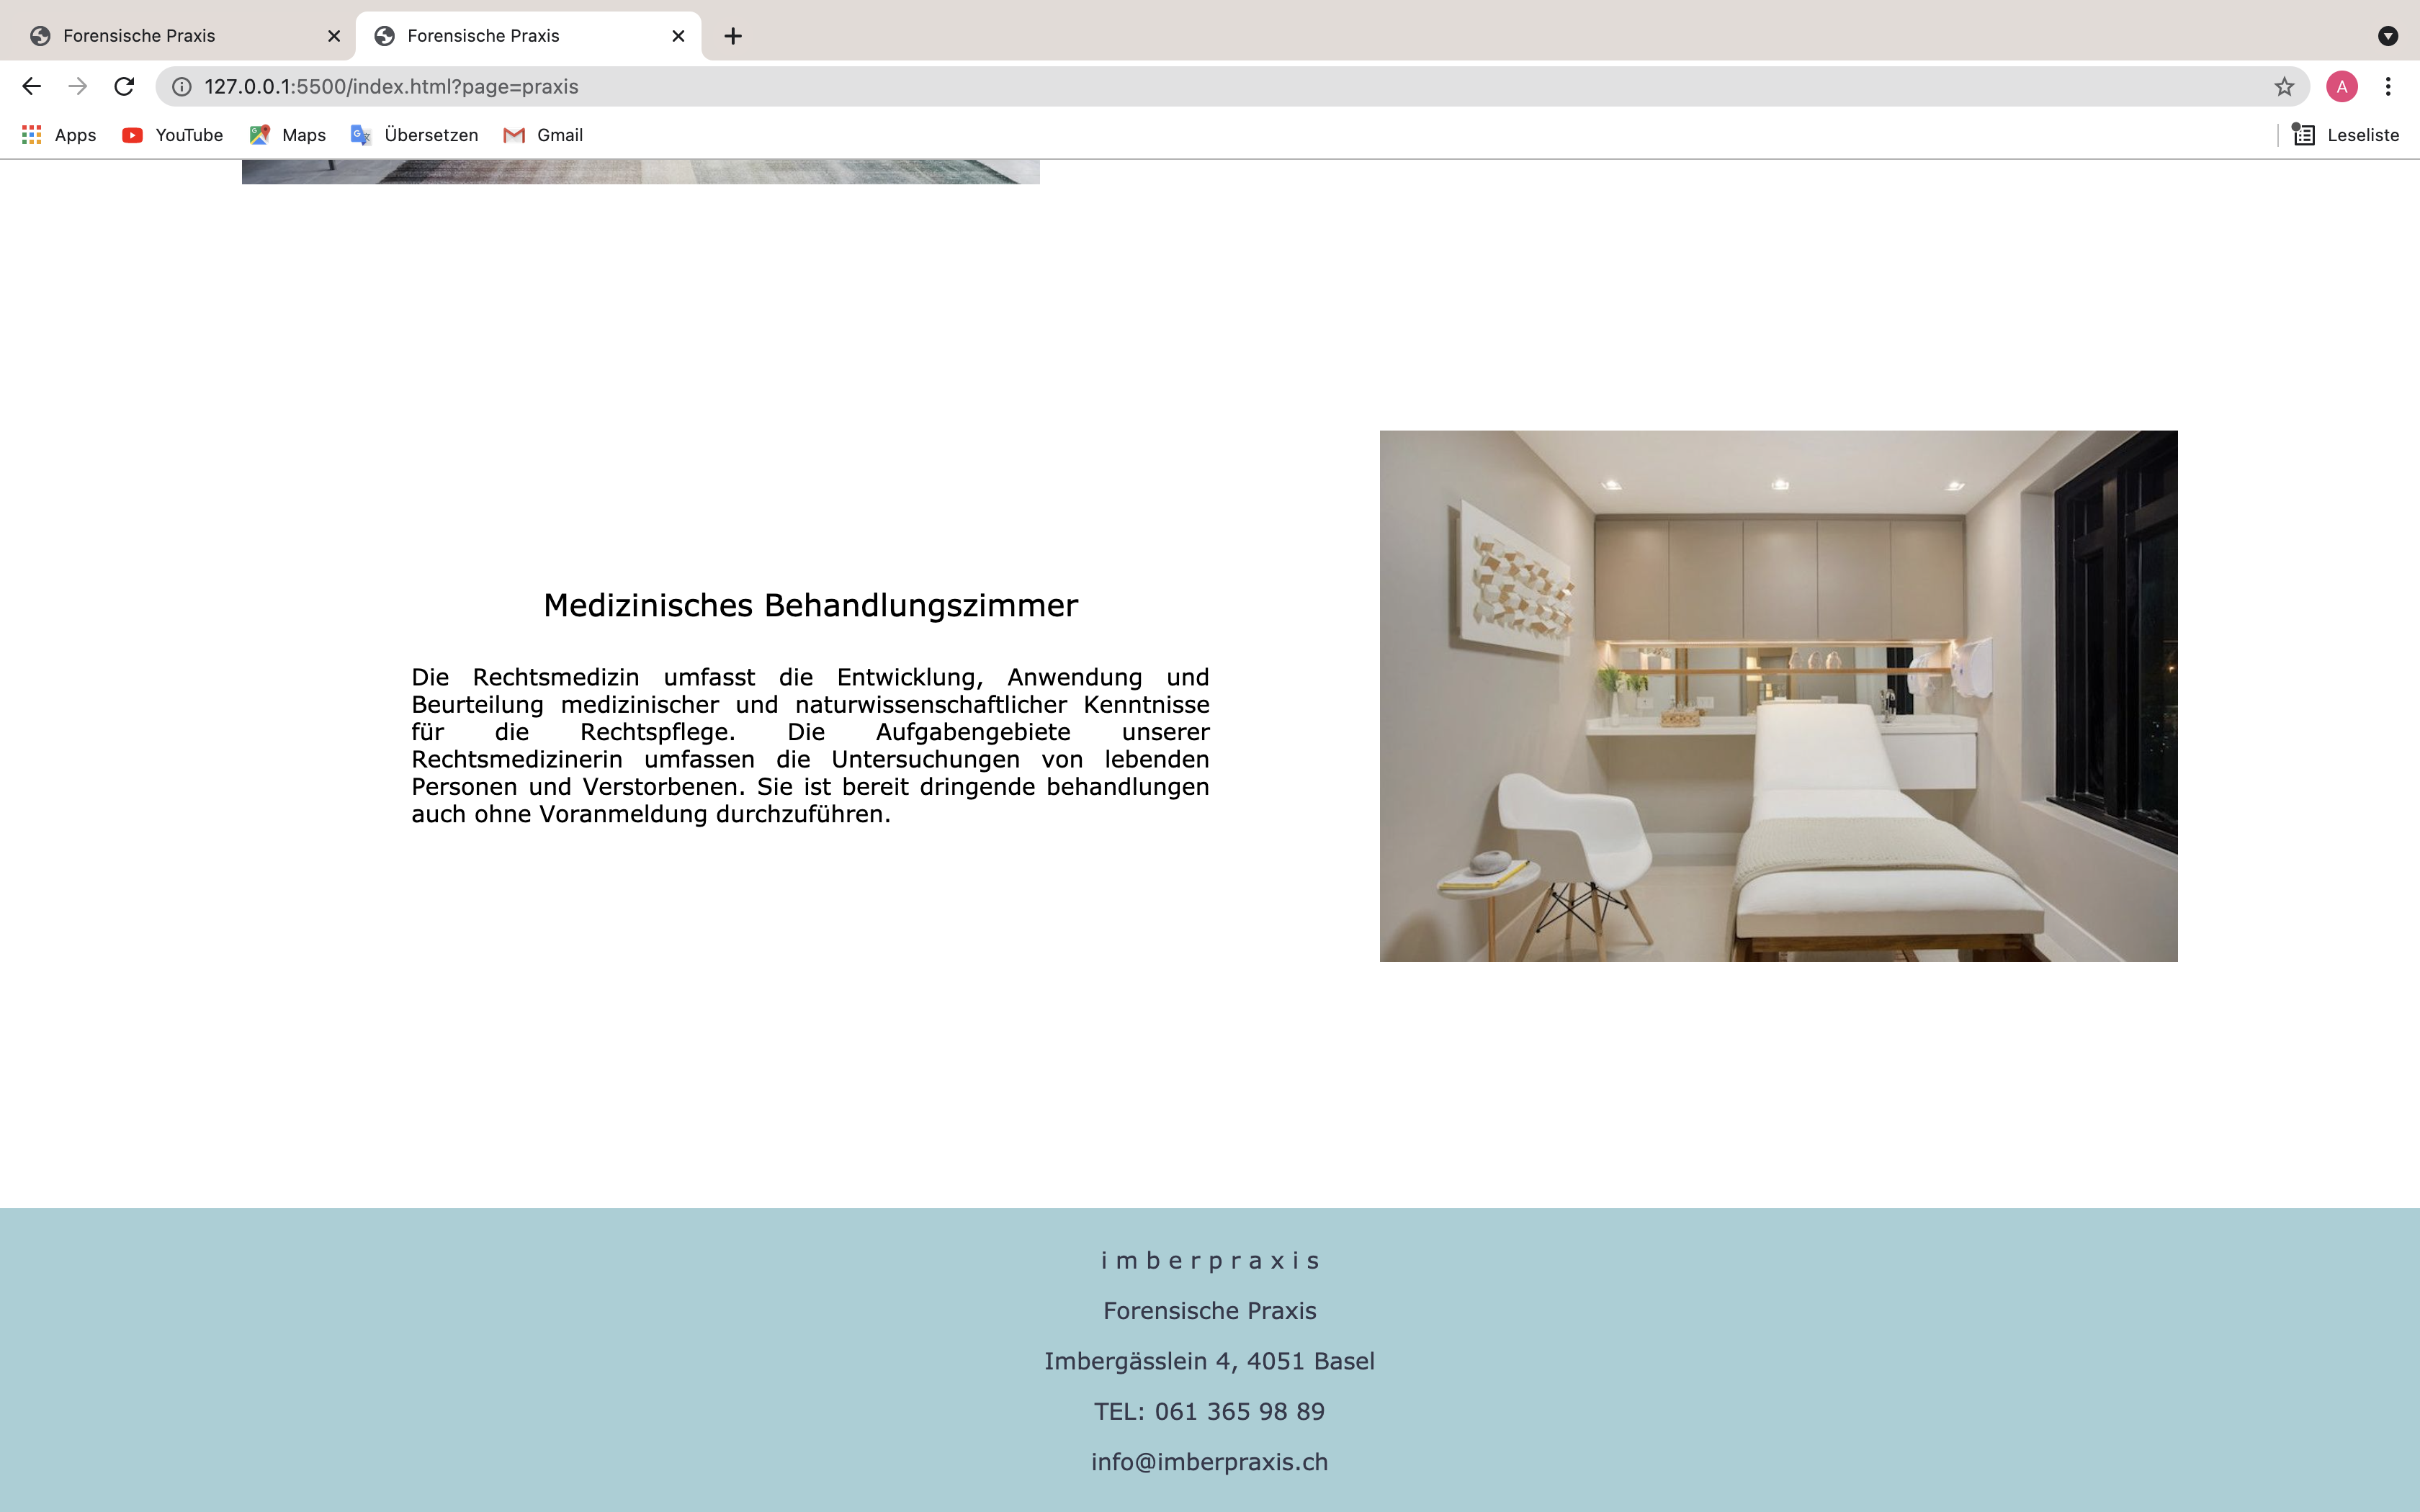 Forensische Praxis
Forensische Praxis
127.0.0.1:5500/index.html?page=praxis
A
Apps
YouTube
Maps
Übersetzen
Gmail
Leseliste
Medizinisches Behandlungszimmer
Die Rechtsmedizin umfasst die Entwicklung, Anwendung und
Beurteilung medizinischer und naturwissenschaftlicher Kenntnisse
für die Rechtspflege. Die Aufgabengebiete unserer
Rechtsmedizinerin umfassen die Untersuchungen von lebenden
Personen und Verstorbenen. Sie ist bereit dringende behandlungen
auch ohne Voranmeldung durchzuführen.
imberpraxis
Forensische Praxis
Imbergässlein 4, 4051 Basel
TEL: 061 365 98 89
info@imberpraxis.ch